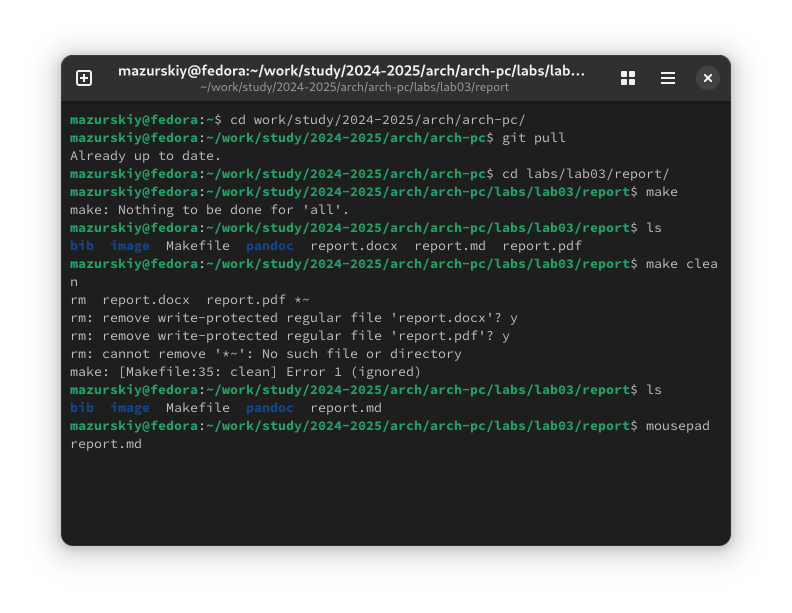 mazurskiy@fedora:~/work/study/2024-2025/arch/arch-pc/labs/lab...
~/work/study/2024-2025/arch/arch-pc/labs/lab03/report
mazurskiy@fedora:~$ cd work/study/2024-2025/arch/arch-pc/
mazurskiy@fedora:~/work/study/2024-2025/arch/arch-pc$ git pull
Already up to date.
mazurskiy@fedora:~/work/study/2024-2025/arch/arch-pc$ cd labs/lab03/report/
mazurskiy@fedora:~/work/study/2024-2025/arch/arch-pc/labs/lab03/report$ make
make: Nothing to be done for 'all'.
mazurskiy@fedora:~/work/study/2024-2025/arch/arch-pc/labs/lab03/report$ ls
bib  image  Makefile  pandoc  report.docx  report.md  report.pdf
mazurskiy@fedora:~/work/study/2024-2025/arch/arch-pc/labs/lab03/report$ make clea
n
rm  report.docx  report.pdf *~
rm: remove write-protected regular file 'report.docx'? y
rm: remove write-protected regular file 'report.pdf'? y
rm: cannot remove '*~': No such file or directory
make: [Makefile:35: clean] Error 1 (ignored)
mazurskiy@fedora:~/work/study/2024-2025/arch/arch-pc/labs/lab03/report$ ls
bib  image  Makefile  pandoc  report.md
mazurskiy@fedora:~/work/study/2024-2025/arch/arch-pc/labs/lab03/report$ mousepad
report.md